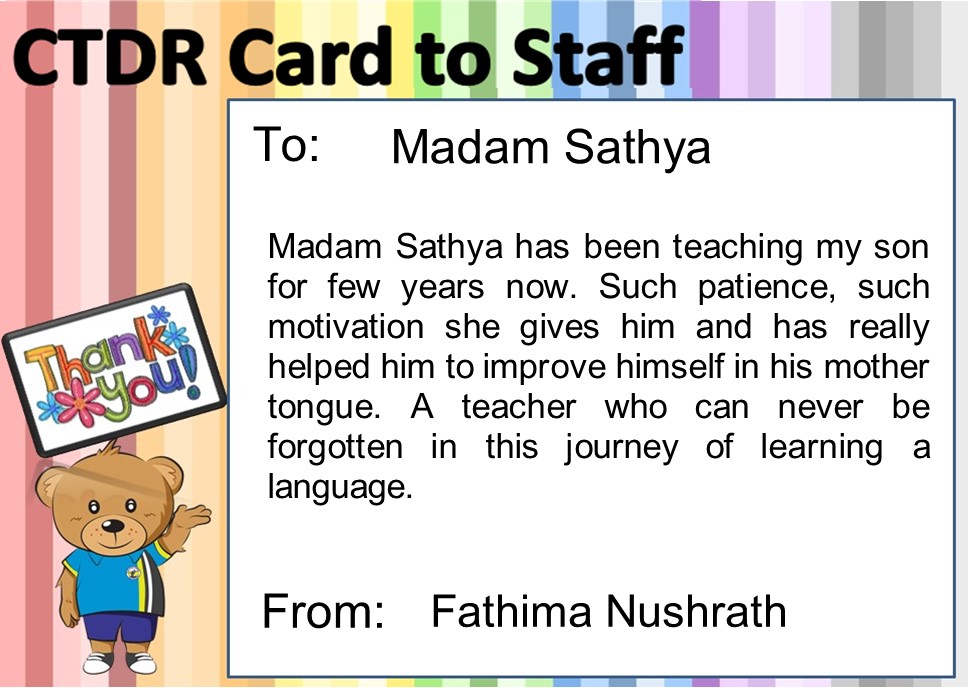 CTDR Card to Staff
To: Madam Sathya
Madam Sathya has been teaching my son
for few years now. Such patience, such
motivation she gives him and has really
helped him to improve himself in his mother
tongue. A teacher who can never be
forgotten in this journey of learning a
language.
Thank
you!
From: Fathima Nushrath